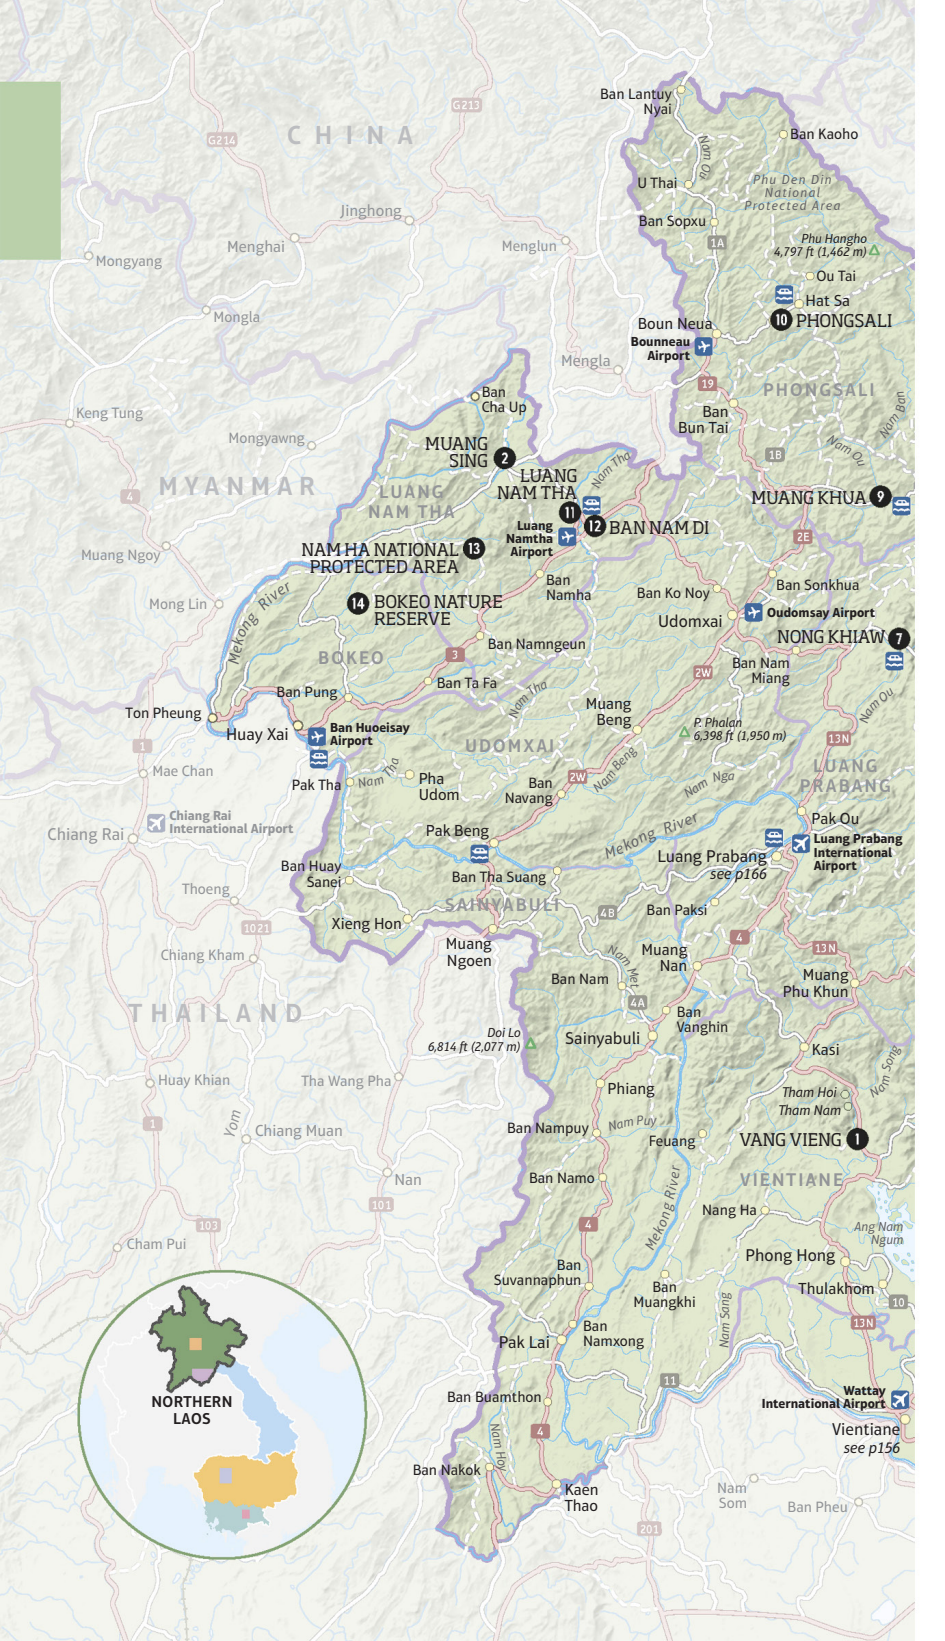 Ban Lantuy
Nyai
G213
CHINA
G214
Ban Kaoho
Nam Ou
Phu Den Din
National
Protected Area
U Thai
Jinghong
Ban Sopxu
Menghai
Menglun
1A
Phu Hangho
4,797 ft (1,462 m)
Mongyang
Ou Tai
Hat Sa
Mongla
10 PHONGSALI
Boun Neua
Bounneau
Airport
Mengla
19
PHONGSALI
Ban
Cha Up
Keng Tung
Ban
Bun Tai
Nam Ban
Mongyawng
MUANG
SING
2
Nam Ou
1B
Nam Tha
LUANG
NAM THA
MYANMAR
LUANG
NAM THA
4
MUANG KHUA 9
11
12 BAN NAM DI
Luang
Namtha
Airport
2E
Muang Ngoy
NAM HA NATIONAL
PROTECTED AREA
13
Ban
Namha
Ban Sonkhua
Ban Ko Noy
Mong Lin
Mekong River
14 BOKEO NATURE
RESERVE
Oudomsay Airport
Udomxai
NONG KHIAW 7
Ban Namngeun
BOKEO
3
Ban Nam
Miang
2W
Ban Pung
Ban Ta Fa
Nam Tha
Nam Ou
Ton Pheung
Muang
Beng
Huay Xai
Ban Huoeisay
Airport
P. Phalan
6,398 ft (1,950 m)
1
UDOMXAI
13N
Mae Chan
LUANG
PRABANG
Pak Tha
Nam Tha
Pha
Udom
2W
Nam Beng
Nam Nga
Ban
Navang
Chiang Rai
International Airport
Chiang Rai
Pak Beng
Mekong River
Pak Ou
Luang Prabang
International
Airport
Luang Prabang
see p166
Ban Huay
Sanei
Ban Tha Suang
Thoeng
SAINYABULI
4B
Ban Paksi
Xieng Hon
1021
Muang
Ngoen
4
Chiang Kham
Nam Met
Muang
Nan
13N
Ban Nam
Muang
Phu Khun
4A
THAILAND
Ban
Vanghin
Doi Lo
6,814 ft (2,077 m)
Sainyabuli
Kasi
Nam Song
Huay Khian
Tha Wang Pha
Phiang
Tham Hoi
Tham Nam
1
Yom
Chiang Muan
Ban Nampuy
Nam Puy
Feuang
VANG VIENG 1
Nan
Ban Namo
VIENTIANE
101
Mekong River
Nang Ha
103
4
Ang Nam
Ngum
Cham Pui
Phong Hong
Ban
Suvannaphun
Ban
Muangkhi
Thulakhom
10
Nam Sang
13N
Ban
Namxong
Pak Lai
11
NORTHERN
LAOS
Ban Buamthon
Wattay
International Airport
Vientiane
see p156
4
Nam Hoy
Ban Nakok
Kaen
Thao
Nam
Som
Ban Pheu
201